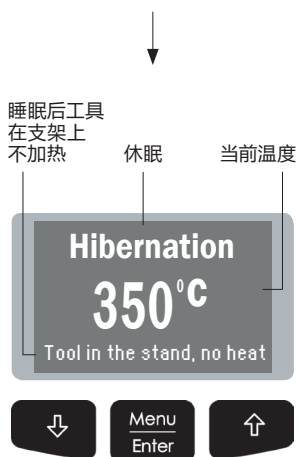 睡眠后工具
在支架上
不加热
休眠
当前温度
Hibernation
350°C
Tool in the stand, no heat
Menu
Enter